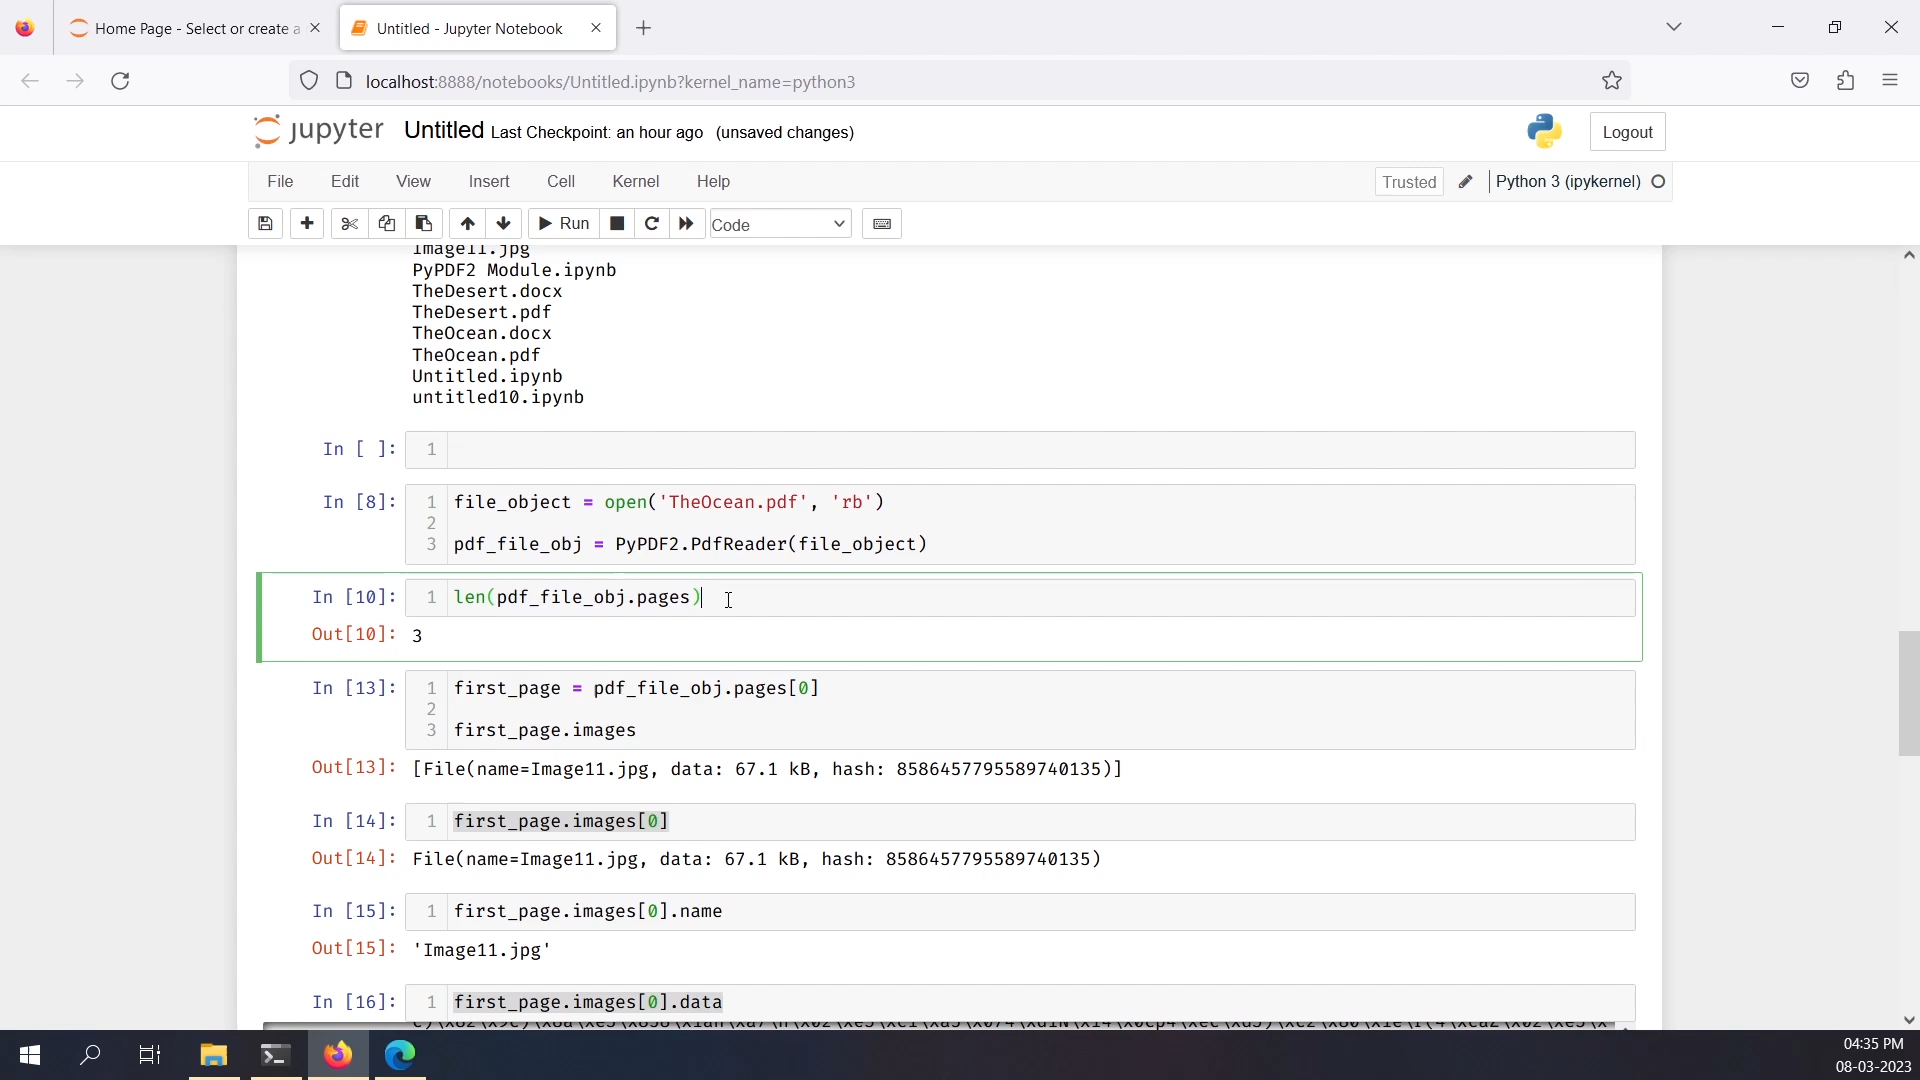 Home Page - Select or create a
Untitled - Jupyter Notebook
localhost:8888/notebooks/Untitled.ipynb?kernel_name=python3
jupyter Untitled Last Checkpoint: an hour ago (unsaved changes)
Logout
File Edit View Insert Cell Kernel Help
Trusted
Python 3 (ipykernel)
Run
Code
Image11.jpg
PyPDF2 Module.ipynb
TheDesert.docx
TheDesert.pdf
TheOcean.docx
TheOcean.pdf
Untitled.ipynb
untitled10.ipynb
In [ ]: 1
In [8]: 1 file_object = open('TheOcean.pdf', 'rb')
2
3 pdf_file_obj = PyPDF2.PdfReader(file_object)
In [10]: 1 len(pdf_file_obj.pages)
Out[10]: 3
In [13]: 1 first_page = pdf_file_obj.pages[0]
2
3 first_page.images
Out[13]: [File(name=Image11.jpg, data: 67.1 kB, hash: 8586457795589740135)]
In [14]: 1 first_page.images[0]
Out[14]: File(name=Image11.jpg, data: 67.1 kB, hash: 8586457795589740135)
In [15]: 1 first_page.images[0].name
Out[15]: 'Image11.jpg'
In [16]: 1 first_page.images[0].data
04:35 PM
08-03-2023